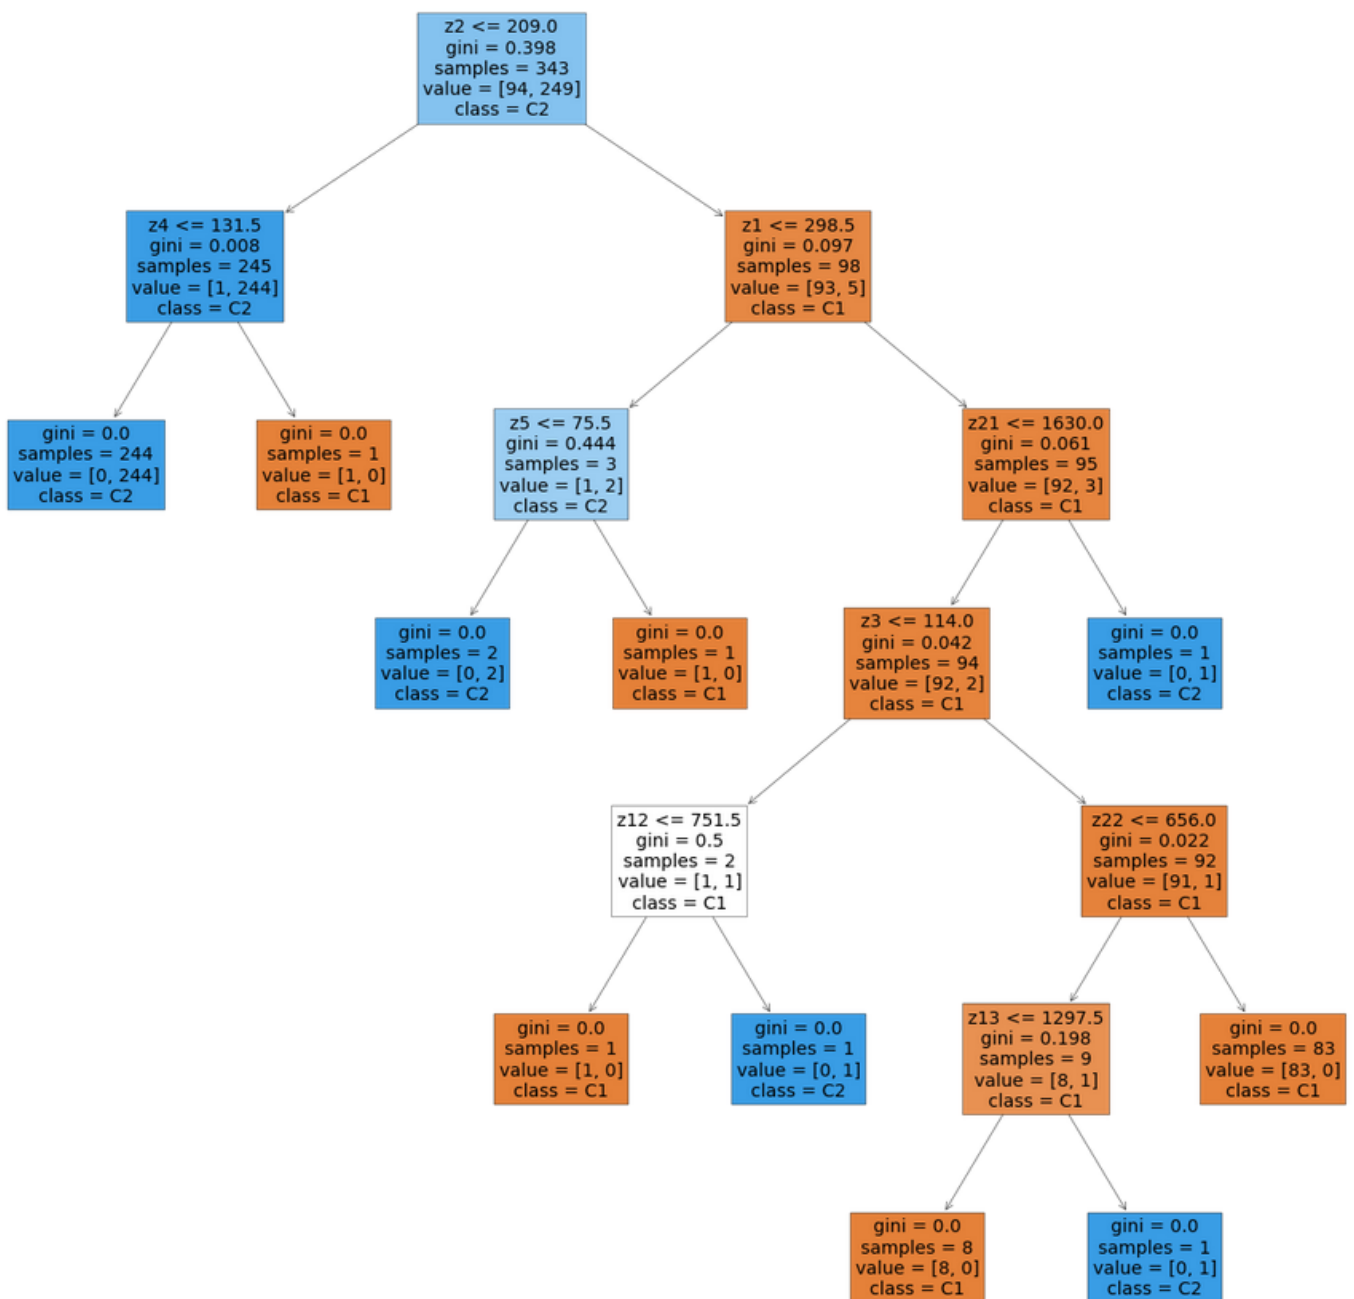 z2 <= 209.0
gini = 0.398
samples = 343
value = [94, 249]
class = C2
z4 <= 131.5
gini = 0.008
samples = 245
value = [1, 244]
class = C2
z1 <= 298.5
gini = 0.097
samples = 98
value = [93, 5]
class = C1
gini = 0.0
samples = 244
value = [0, 244]
class = C2
gini = 0.0
samples = 1
value = [1, 0]
class = C1
z5 <= 75.5
gini = 0.444
samples = 3
value = [1, 2]
class = C2
z21 <= 1630.0
gini = 0.061
samples = 95
value = [92, 3]
class = C1
gini = 0.0
samples = 2
value = [0, 2]
class = C2
gini = 0.0
samples = 1
value = [1, 0]
class = C1
z3 <= 114.0
gini = 0.042
samples = 94
value = [92, 2]
class = C1
gini = 0.0
samples = 1
value = [0, 1]
class = C2
z12 <= 751.5
gini = 0.5
samples = 2
value = [1, 1]
class = C1
z22 <= 656.0
gini = 0.022
samples = 92
value = [91, 1]
class = C1
gini = 0.0
samples = 1
value = [1, 0]
class = C1
gini = 0.0
samples = 1
value = [0, 1]
class = C2
z13 <= 1297.5
gini = 0.198
samples = 9
value = [8, 1]
class = C1
gini = 0.0
samples = 83
value = [83, 0]
class = C1
gini = 0.0
samples = 8
value = [8, 0]
class = C1
gini = 0.0
samples = 1
value = [0, 1]
class = C2